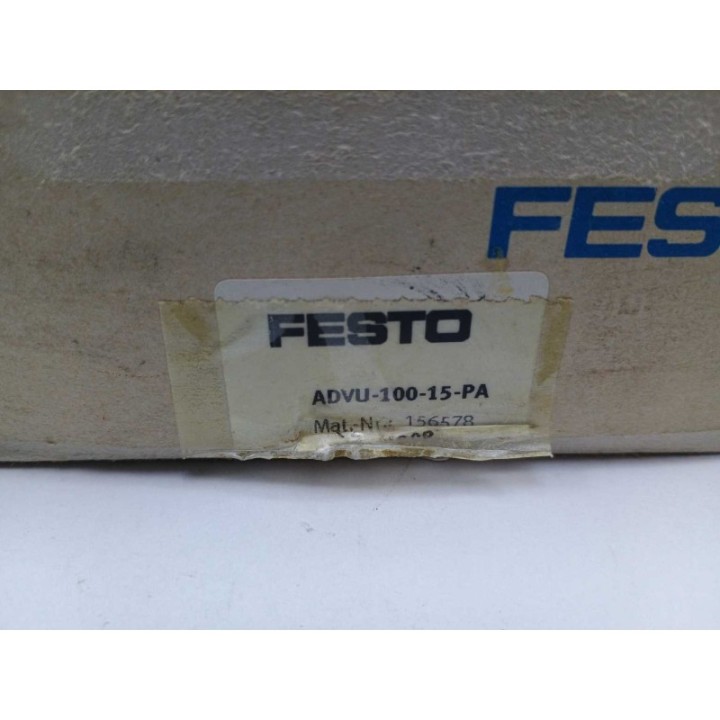 FES
FESTO
ADVU-100-15-PA
Mat.-Nr.: 156578